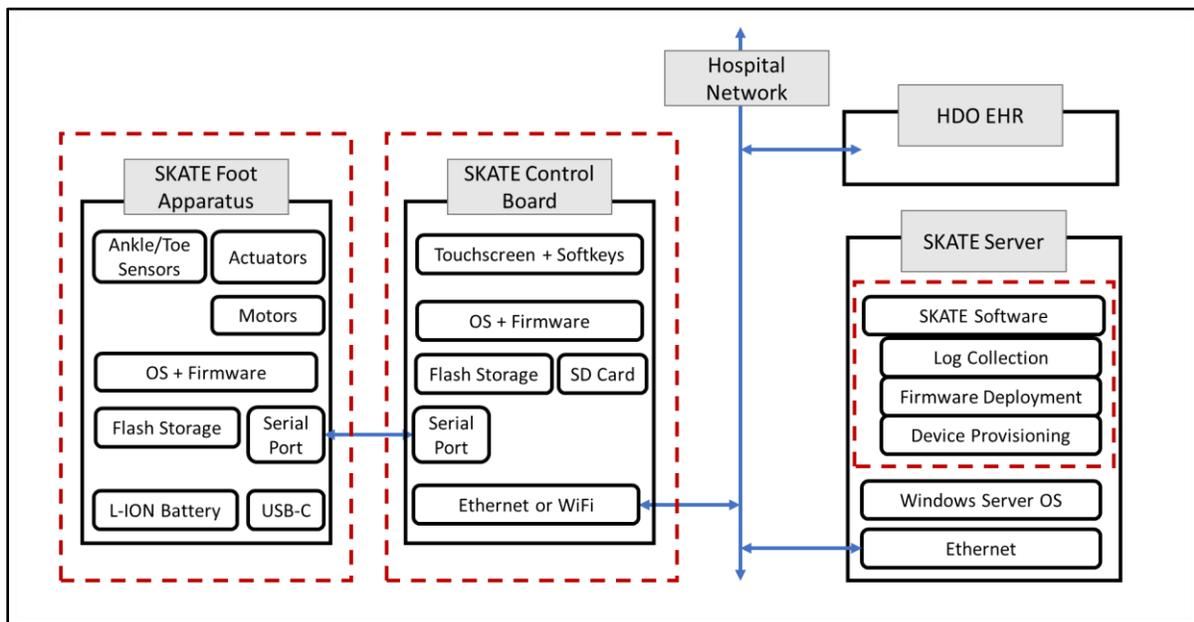 Hospital
Network
HDO EHR
SKATE Foot
Apparatus
Ankle/Toe
Sensors
Actuators
Motors
OS + Firmware
Flash Storage
Serial
Port
L-ION Battery
USB-C
SKATE Control
Board
Touchscreen + Softkeys
OS + Firmware
Flash Storage
SD Card
Serial
Port
Ethernet or WiFi
SKATE Server
SKATE Software
Log Collection
Firmware Deployment
Device Provisioning
Windows Server OS
Ethernet